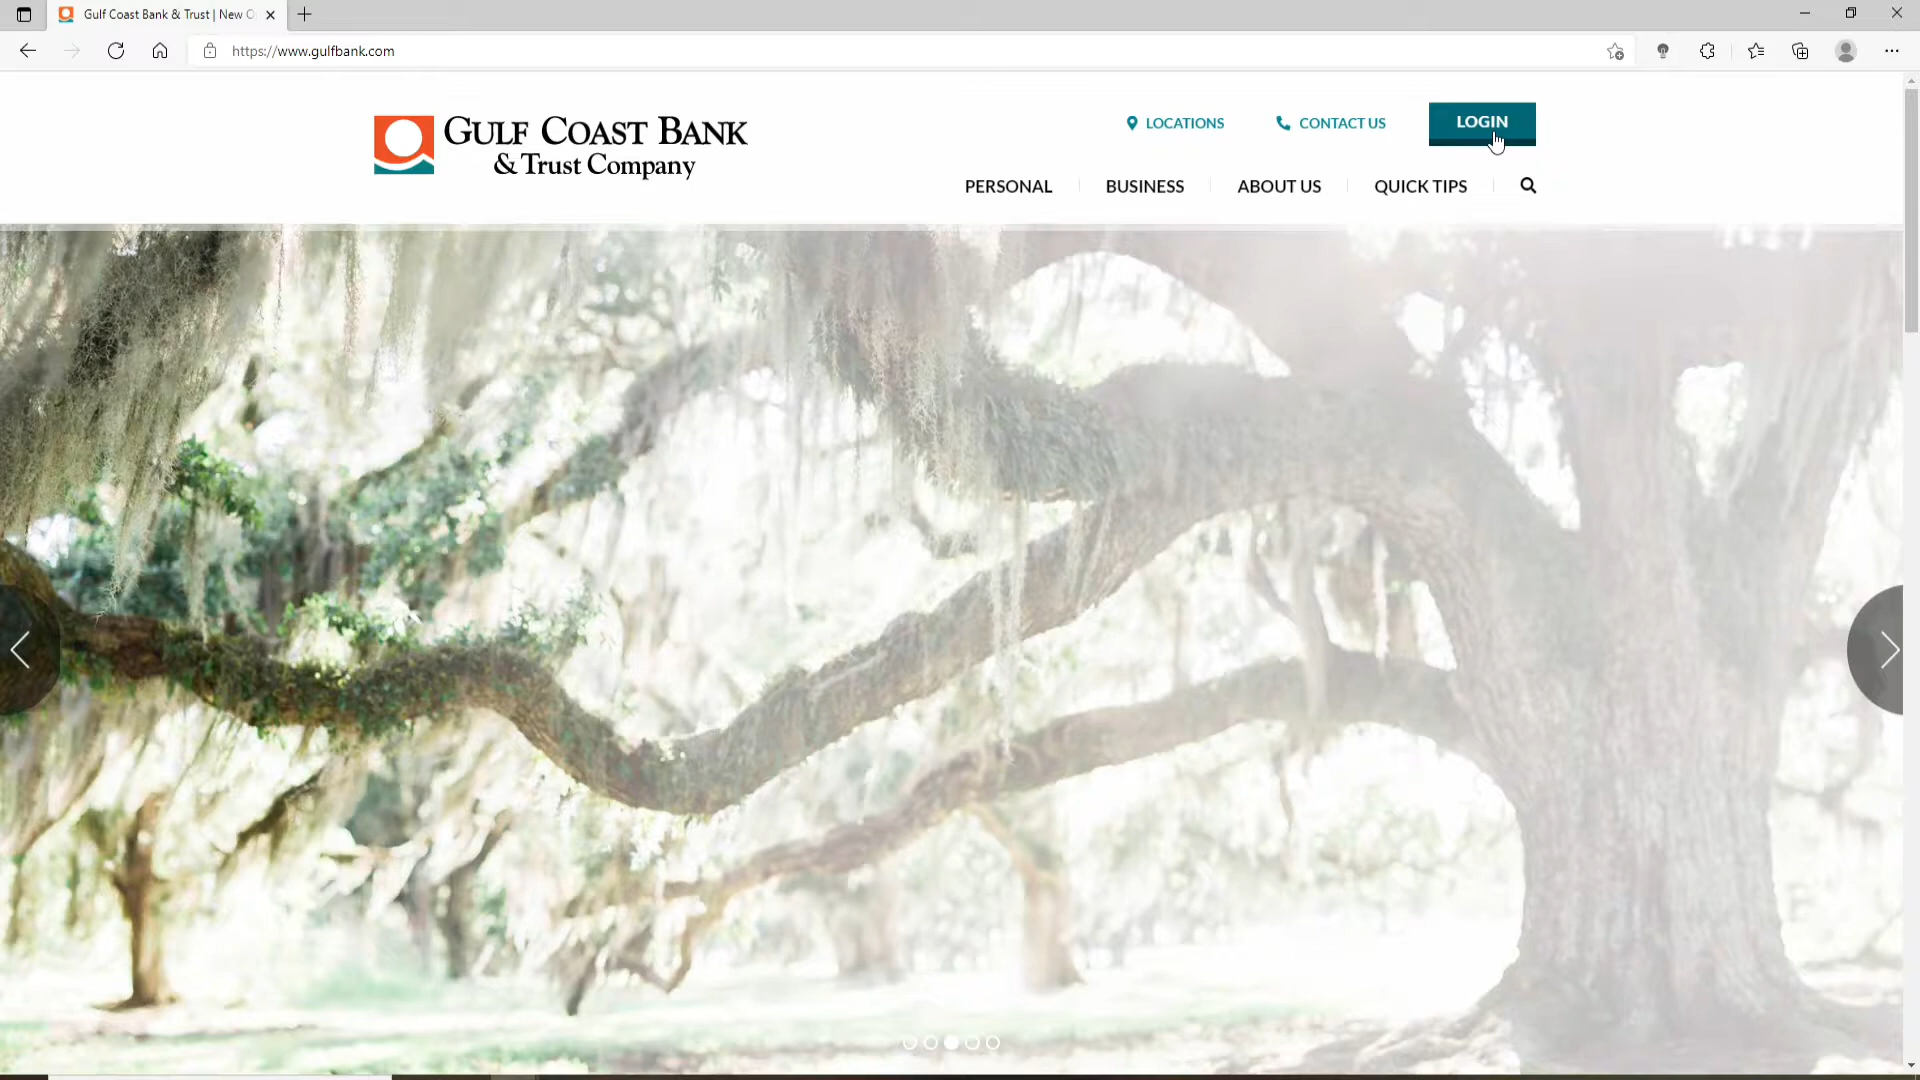 Gulf Coast Bank & Trust | New O
https://www.gulfbank.com
GULF COAST BANK
& Trust Company
LOCATIONS
CONTACT US
LOGIN
PERSONAL
BUSINESS
ABOUT US
QUICK TIPS